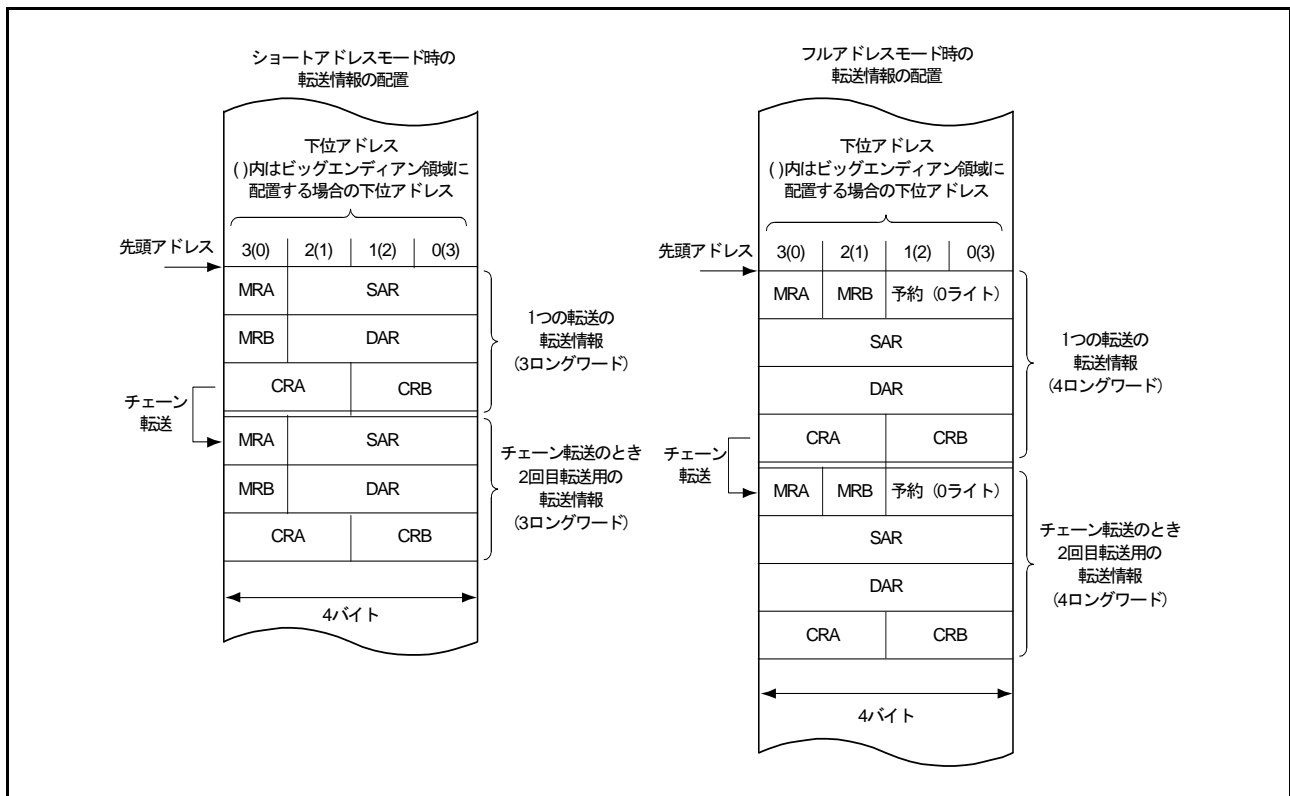 ショートアドレスモード時の
転送情報の配置
下位アドレス
( )内はビッグエンディアン領域に
配置する場合の下位アドレス
先頭アドレス
3(0) 2(1) 1(2) 0(3)
MRA SAR
MRB DAR
CRA CRB
1つの転送の
転送情報
(3ロングワード)
チェーン
転送
MRA SAR
MRB DAR
CRA CRB
チェーン転送のとき
2回目転送用の
転送情報
(3ロングワード)
4バイト
フルアドレスモード時の
転送情報の配置
下位アドレス
( )内はビッグエンディアン領域に
配置する場合の下位アドレス
先頭アドレス
3(0) 2(1) 1(2) 0(3)
MRA MRB 予約（0ライト）
SAR
DAR
CRA CRB
1つの転送の
転送情報
(4ロングワード)
チェーン
転送
MRA MRB 予約（0ライト）
SAR
DAR
CRA CRB
チェーン転送のとき
2回目転送用の
転送情報
(4ロングワード)
4バイト